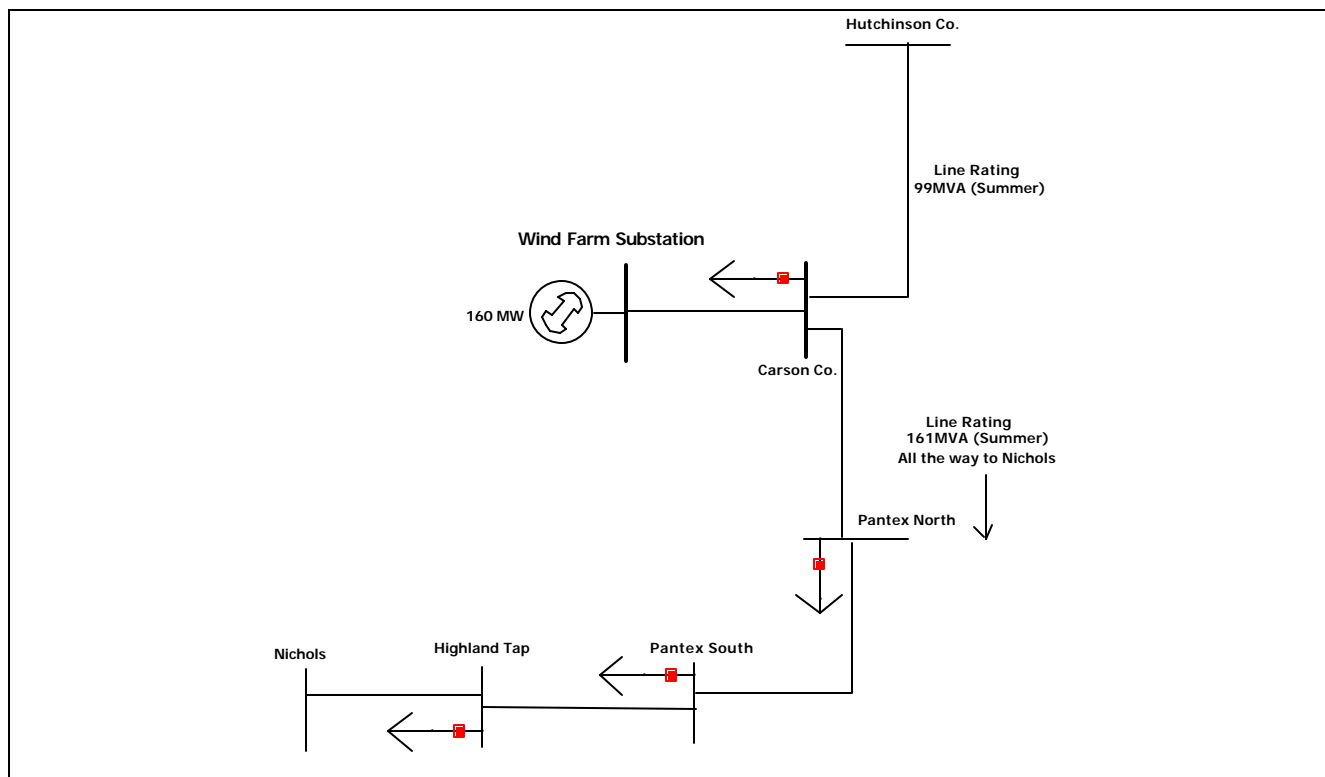 Hutchinson Co.
Line Rating
99MVA (Summer)
Wind Farm Substation
160 MW
Carson Co.
Line Rating
161MVA (Summer)
All the way to Nichols
Pantex North
Nichols
Highland Tap
Pantex South